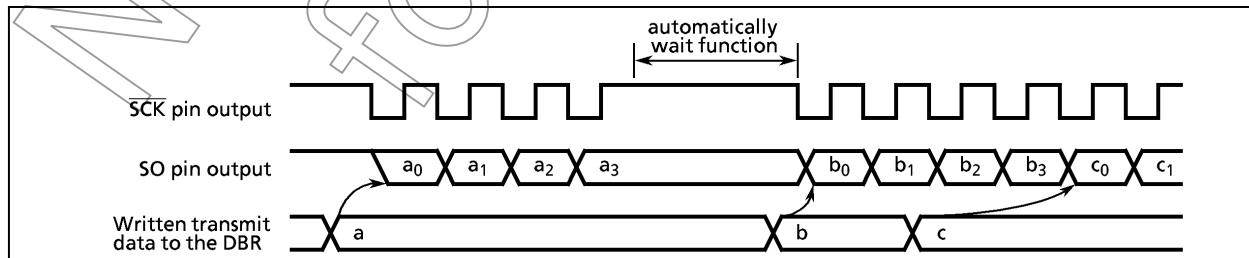 automatically
wait function
SCK pin output
SO pin output
a0 a1 a2 a3 b0 b1 b2 b3 c0 c1
Written transmit
data to the DBR
a b c